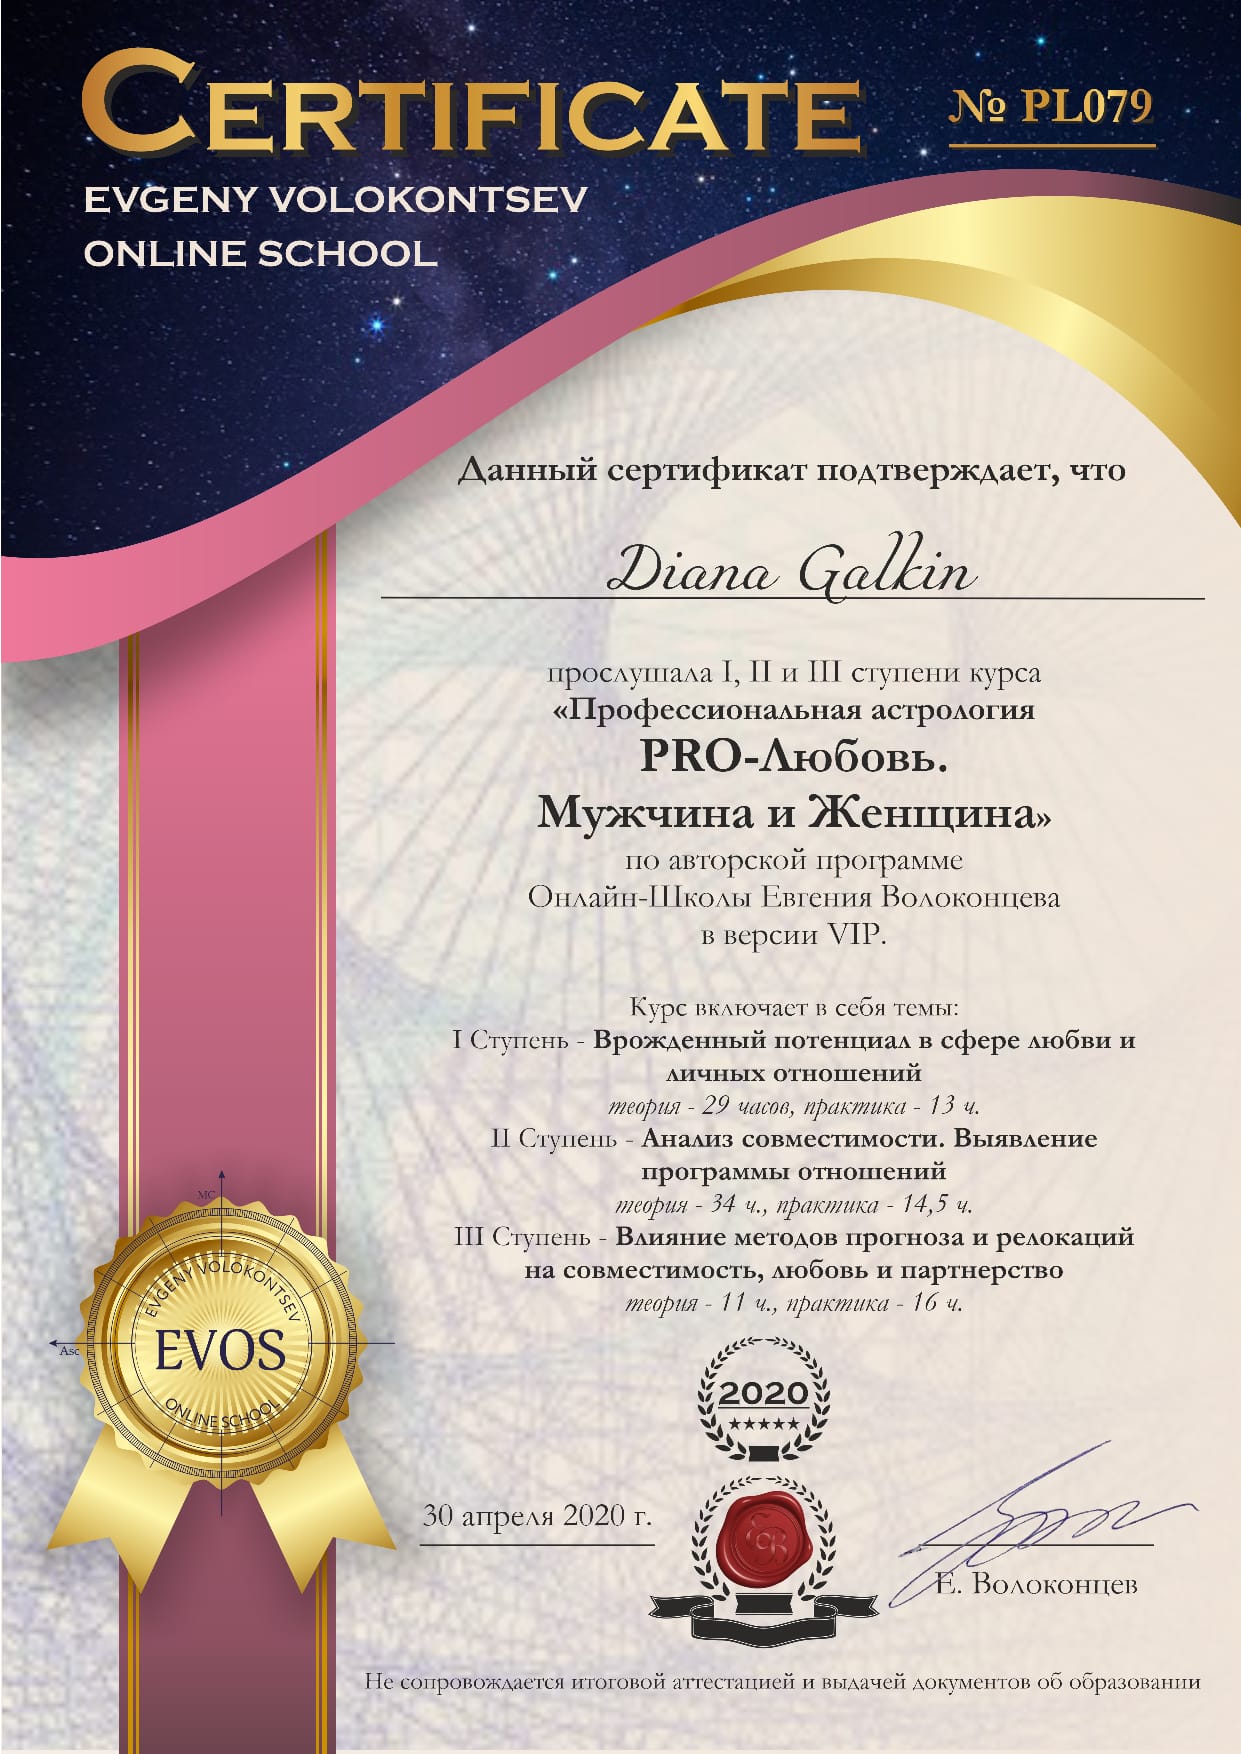 CERTIFICATE
№ PL079
EVGENY VOLOKONTSEV
ONLINE SCHOOL
Данный сертификат подтверждает, что
Diana Galkin
прослушала I, II и III ступени курса
«Профессиональная астрология
PRO-Любовь.
Мужчина и Женщина»
по авторской программе
Онлайн-Школы Евгения Волоконцева
в версии VIP.
Курс включает в себя темы:
I Ступень - Врожденный потенциал в сфере любви и
личных отношений
теория - 29 часов, практика - 13 ч.
II Ступень - Анализ совместимости. Выявление
программы отношений
теория - 34 ч., практика - 14,5 ч.
III Ступень - Влияние методов прогноза и релокаций
на совместимость, любовь и партнерство
теория - 11 ч., практика - 16 ч.
MC
Asc
EVGENY VOLOKONTSEV
EVOS
ONLINE SCHOOL
2020
30 апреля 2020 г.
Е. Волоконцев
Не сопровождается итоговой аттестацией и выдачей документов об образовании